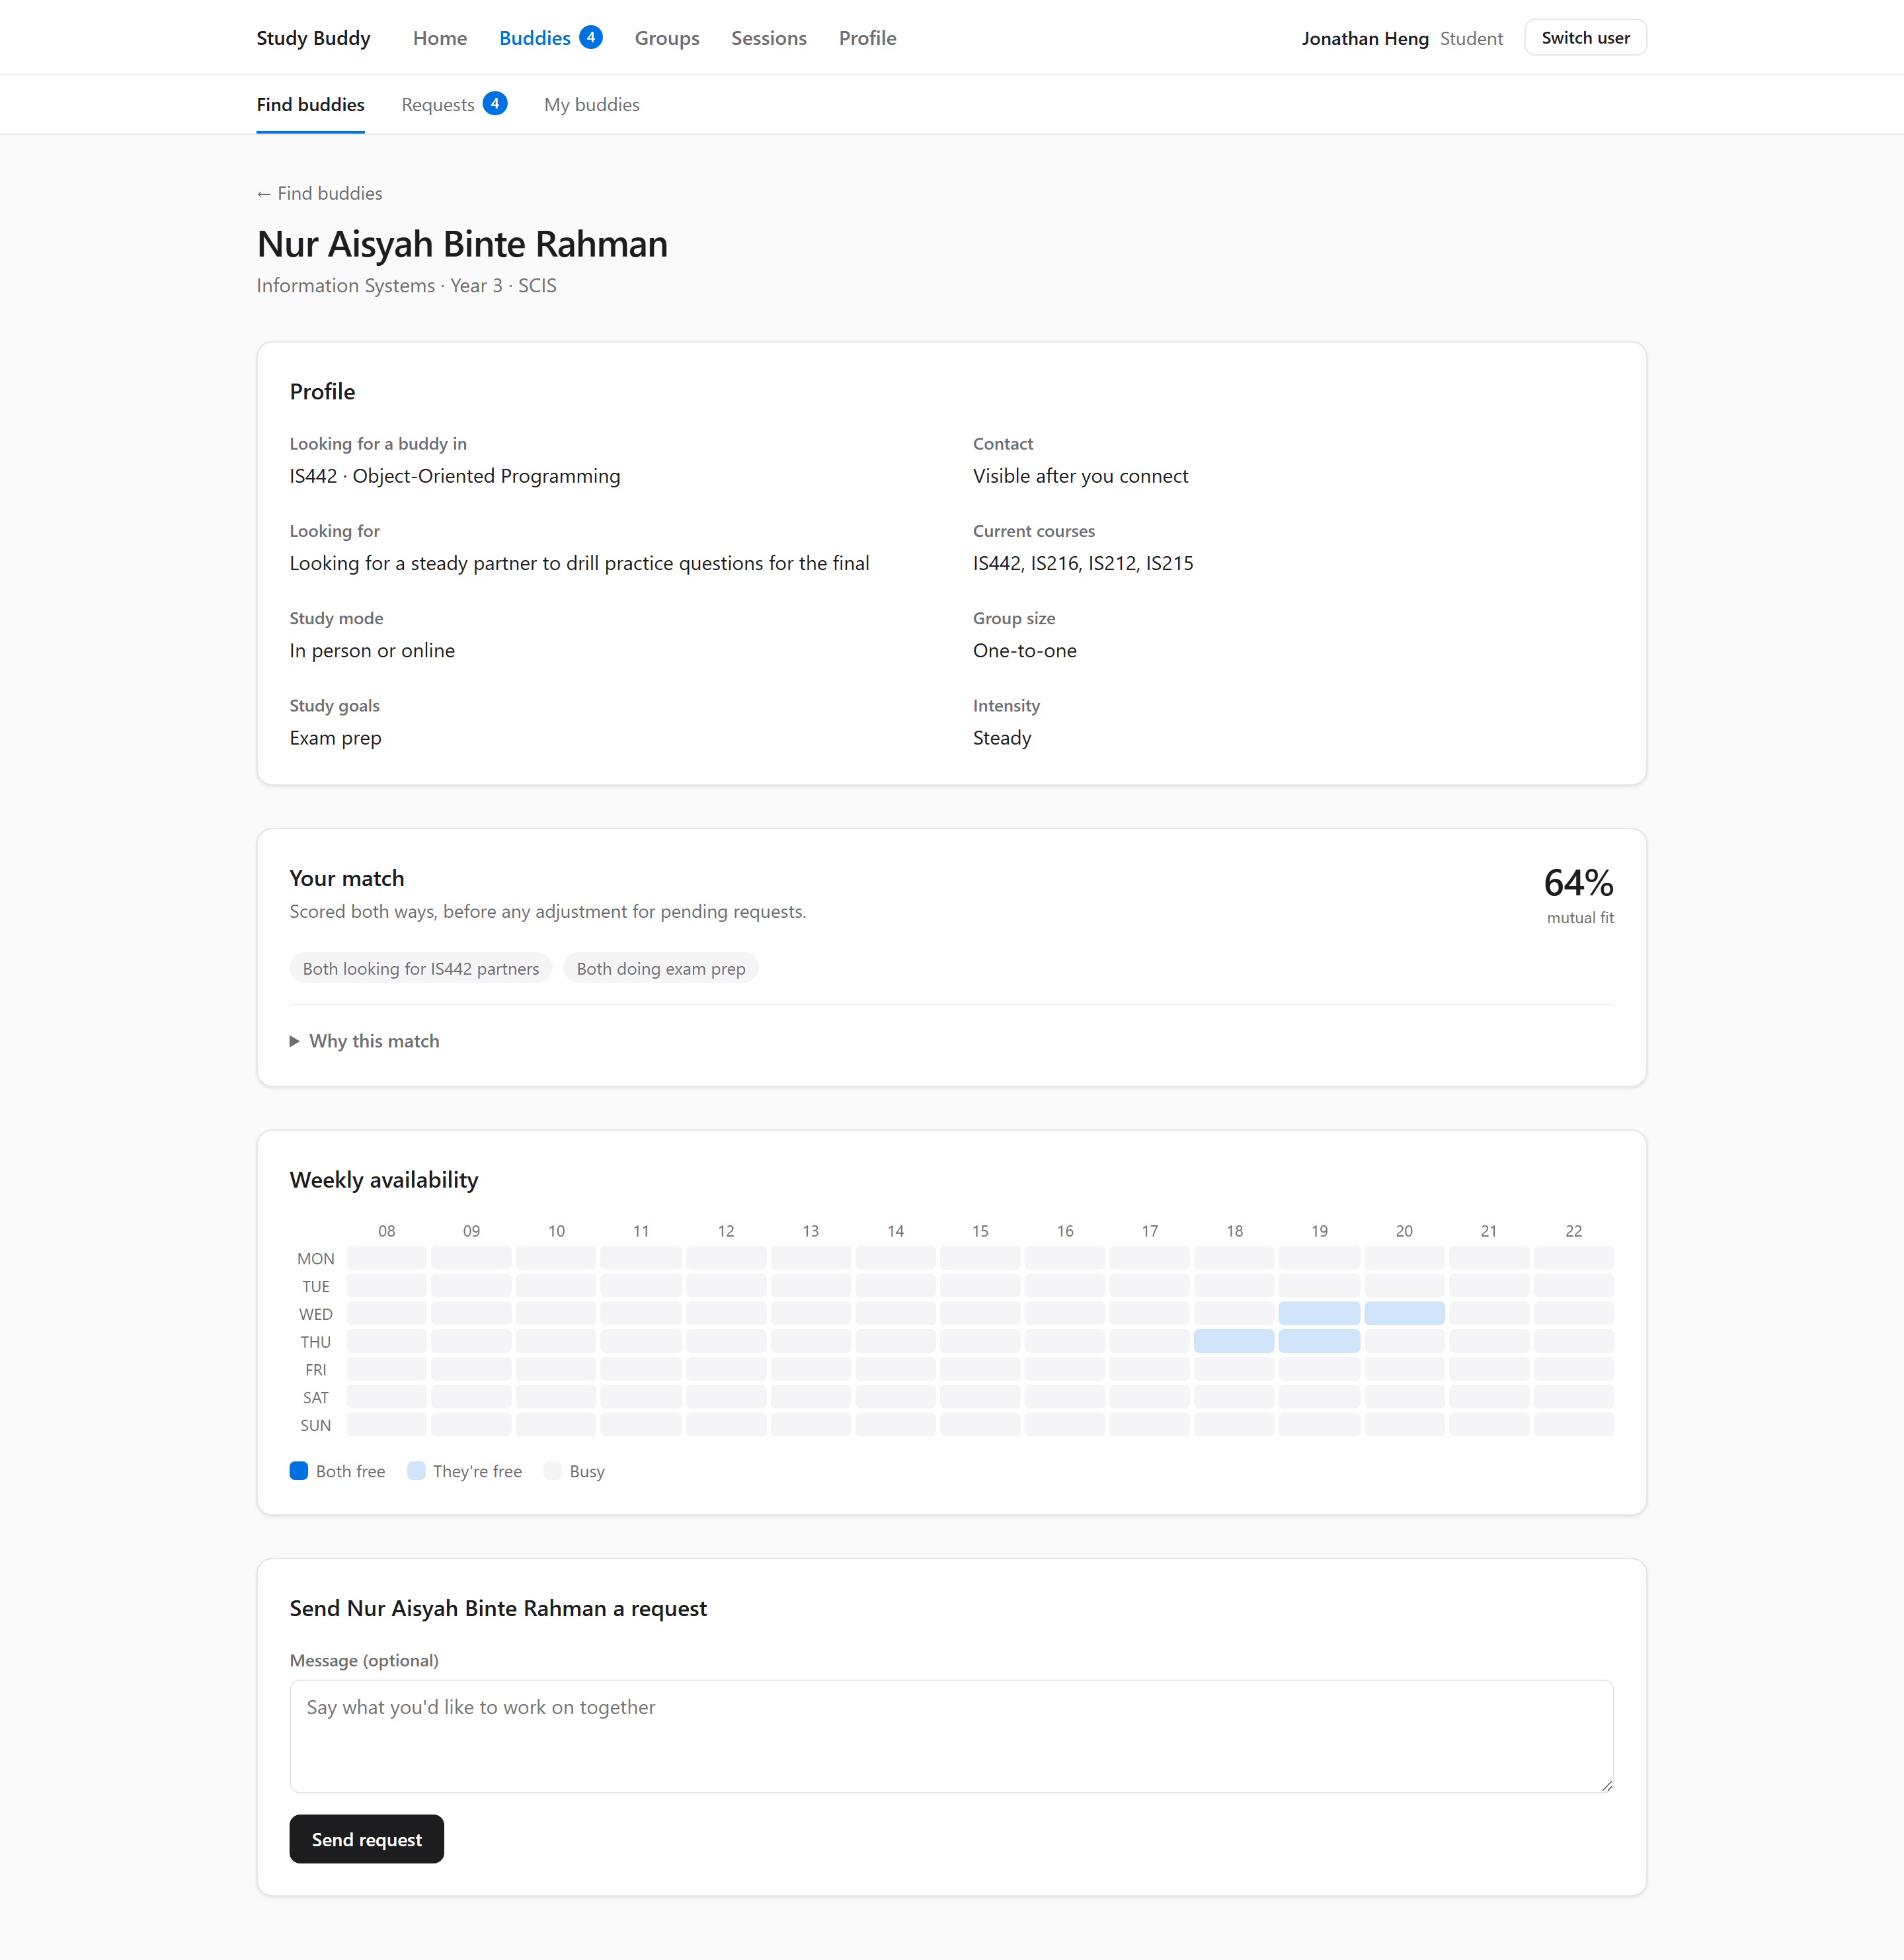 Study Buddy Home Buddies 4 Groups Sessions Profile Jonathan Heng Student Switch user
Find buddies Requests 4 My buddies
← Find buddies
Nur Aisyah Binte Rahman
Information Systems · Year 3 · SCIS
Profile
Looking for a buddy in Contact
IS442 · Object-Oriented Programming Visible after you connect
Looking for Current courses
Looking for a steady partner to drill practice questions for the final IS442, IS216, IS212, IS215
Study mode Group size
In person or online One-to-one
Study goals Intensity
Exam prep Steady
Your match 64%
Scored both ways, before any adjustment for pending requests. mutual fit
Both looking for IS442 partners Both doing exam prep
▶ Why this match
Weekly availability
08 09 10 11 12 13 14 15 16 17 18 19 20 21 22
MON
TUE
WED
THU
FRI
SAT
SUN
Both free They're free Busy
Send Nur Aisyah Binte Rahman a request
Message (optional)
Say what you'd like to work on together
Send request